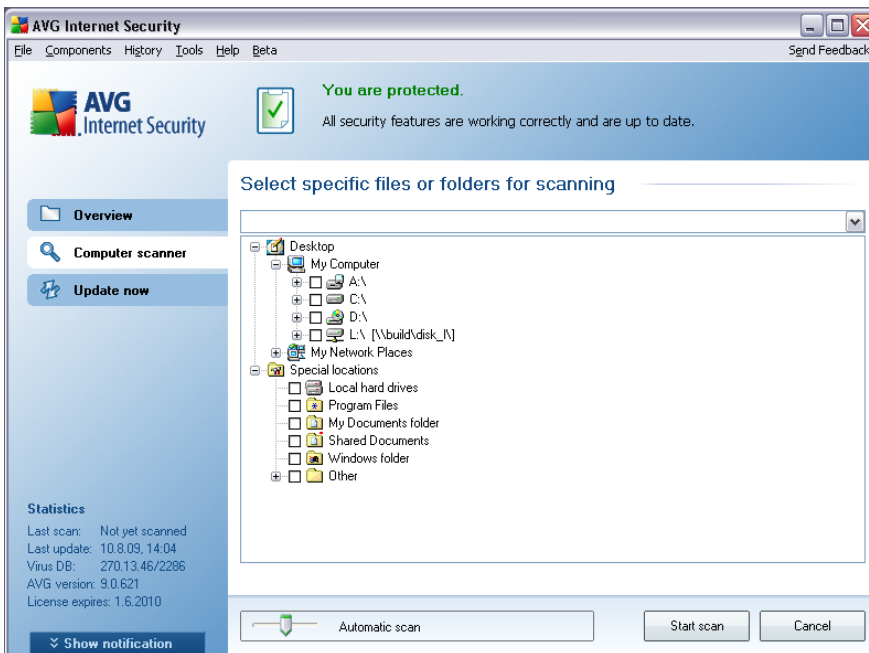 AVG Internet Security
File Components History Tools Help Beta Send Feedback
AVG
Internet Security
You are protected.
All security features are working correctly and are up to date.
Select specific files or folders for scanning
Overview
Computer scanner
Update now
Desktop
My Computer
A:\
C:\
D:\
L:\ [\\build\disk_l\]
My Network Places
Special locations
Local hard drives
Program Files
My Documents folder
Shared Documents
Windows folder
Other
Statistics
Last scan: Not yet scanned
Last update: 10.8.09, 14:04
Virus DB: 270.13.46/2286
AVG version: 9.0.621
License expires: 1.6.2010
Show notification
Automatic scan
Start scan
Cancel